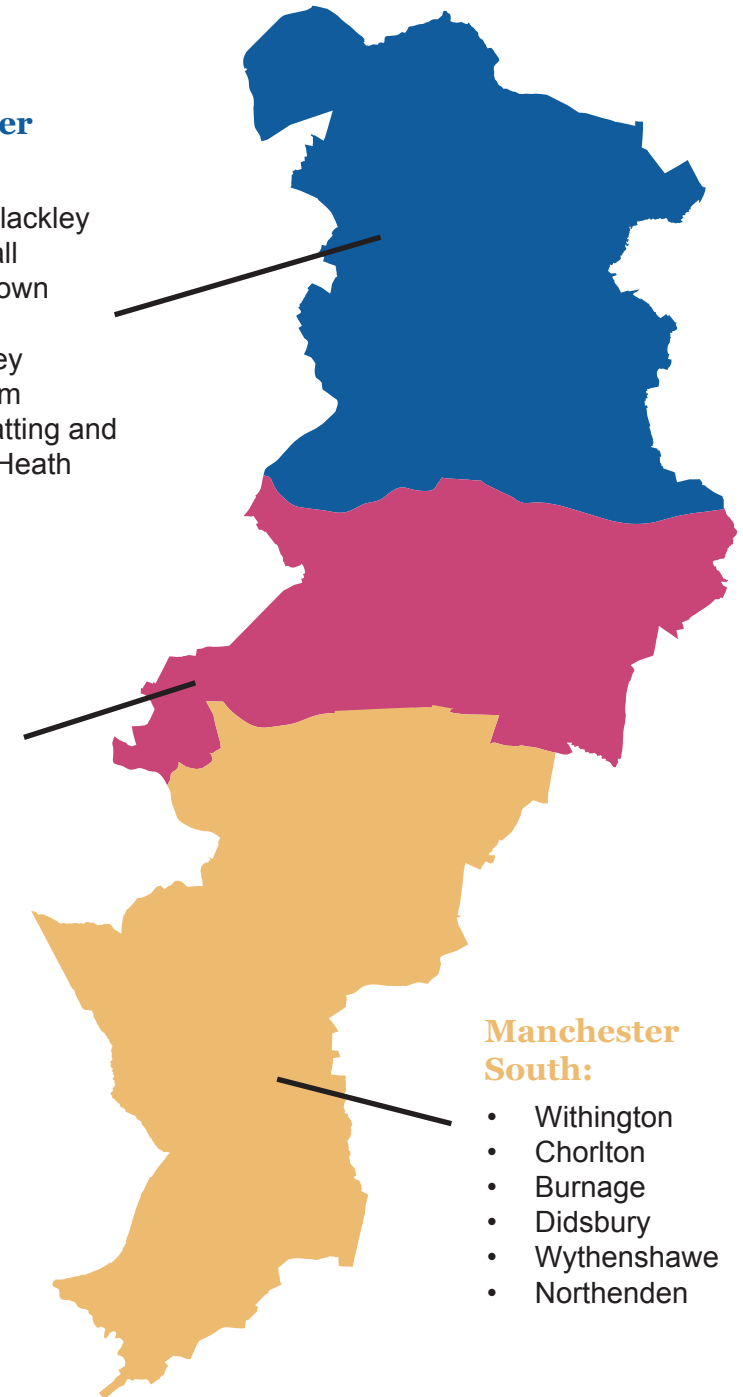 er
lackley
all
own
ey
m
atting and
Heath
Manchester
South:
• Withington
• Chorlton
• Burnage
• Didsbury
• Wythenshawe
• Northenden